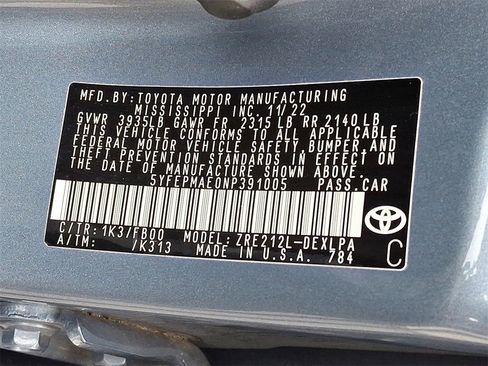 MFD.BY:TOYOTA MOTOR MANUFACTURING
MISSISSIPPI INC. 11/22
GVWR 3935LB GAWR FR 2315LB RR 2140LB
THIS VEHICLE CONFORMS TO ALL APPLICABLE
FEDERAL MOTOR VEHICLE SAFETY, BUMPER, AND
THEFT PREVENTION STANDARDS IN EFFECT ON
THE DATE OF MANUFACTURE SHOWN ABOVE.
5YFEPMAE0NP391005 PASS.CAR
C/TR: 1K3/FB00 MODEL: ZRE212L-DEXLPA
A/TM: /K313 MADE IN U.S.A. 784
TOYOTA
C